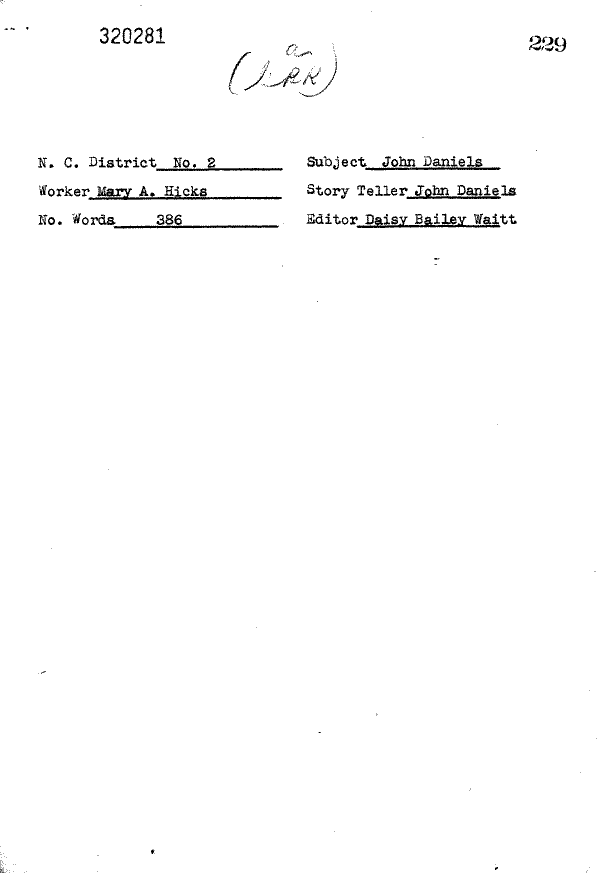 320281
229
N. C. District No. 2 Subject John Daniels
Worker Mary A. Hicks Story Teller John Daniels
No. Words 386 Editor Daisy Bailey Waitt